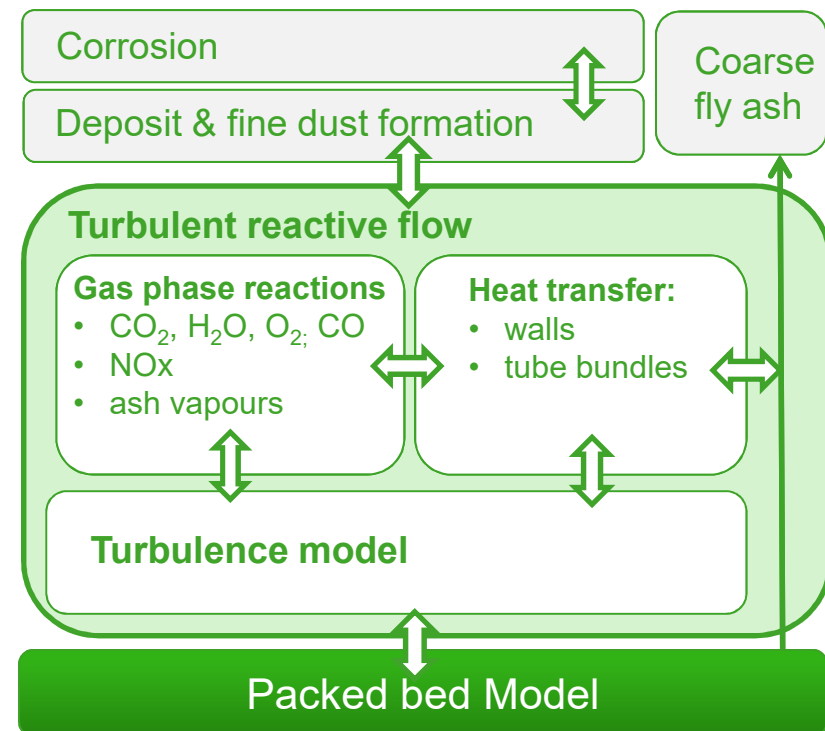 Corrosion
Coarse
fly ash
Deposit & fine dust formation
Turbulent reactive flow
Gas phase reactions
• CO₂, H₂O, O₂; CO
• NOx
• ash vapours
Heat transfer:
• walls
• tube bundles
Turbulence model
Packed bed Model